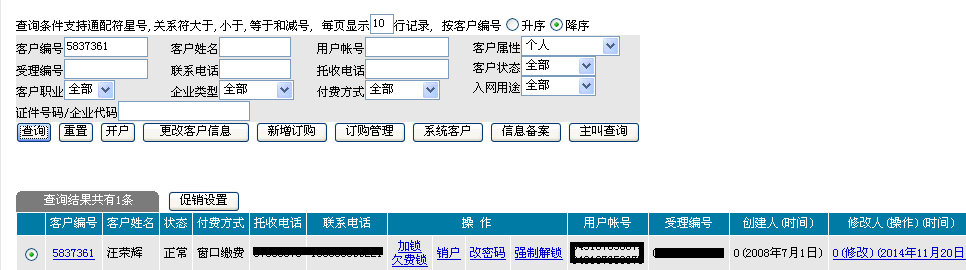 查询条件支持通配符星号,关系符大于,小于,等于和减号, 每页显示 10 行记录, 按客户编号 升序 降序
客户编号 5837361 客户姓名 用户帐号 客户属性 个人
受理编号 联系电话 托收电话 客户状态 全部
客户职业 全部 企业类型 全部 付费方式 全部 入网用途 全部
证件号码/企业代码
查询 重置 开户 更改客户信息 新增订购 订购管理 系统客户 信息备案 主叫查询
查询结果共有1条 促销设置
客户编号 客户姓名 状态 付费方式 托收电话 联系电话 操 作 用户帐号 受理编号 创建人(时间) 修改人(操作)(时间)
5837361 汪荣辉 正常 窗口缴费 加锁 欠费锁 销户 改密码 强制解锁 0(2008年7月1日) 0(修改)(2014年11月20日